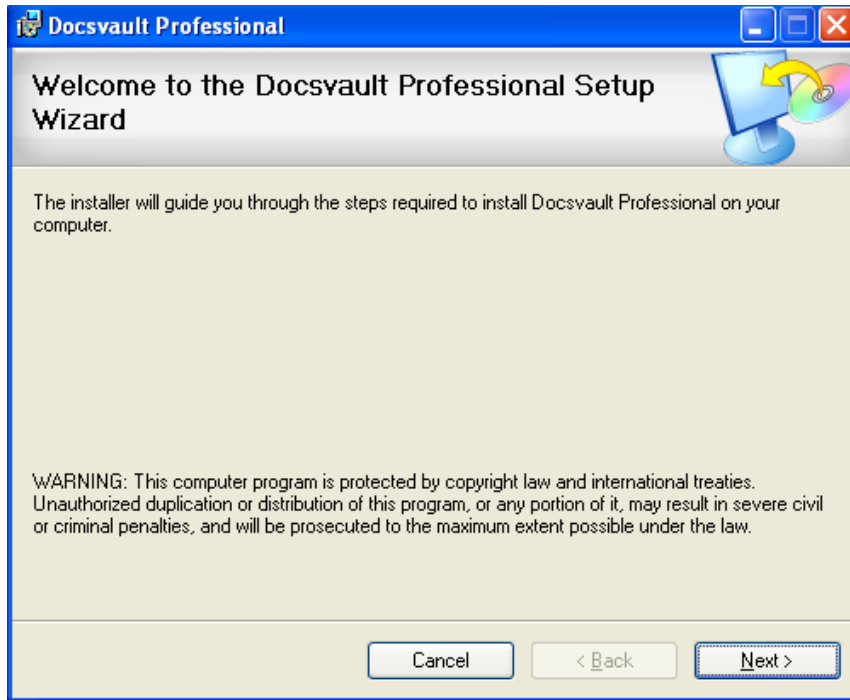 Docsvault Professional
Welcome to the Docsvault Professional Setup
Wizard
The installer will guide you through the steps required to install Docsvault Professional on your
computer.
WARNING: This computer program is protected by copyright law and international treaties.
Unauthorized duplication or distribution of this program, or any portion of it, may result in severe civil
or criminal penalties, and will be prosecuted to the maximum extent possible under the law.
Cancel < Back Next >